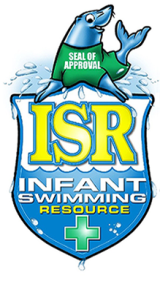 SEAL OF
APPROVAL
ISR
INFANT
SWIMMING
RESOURCE